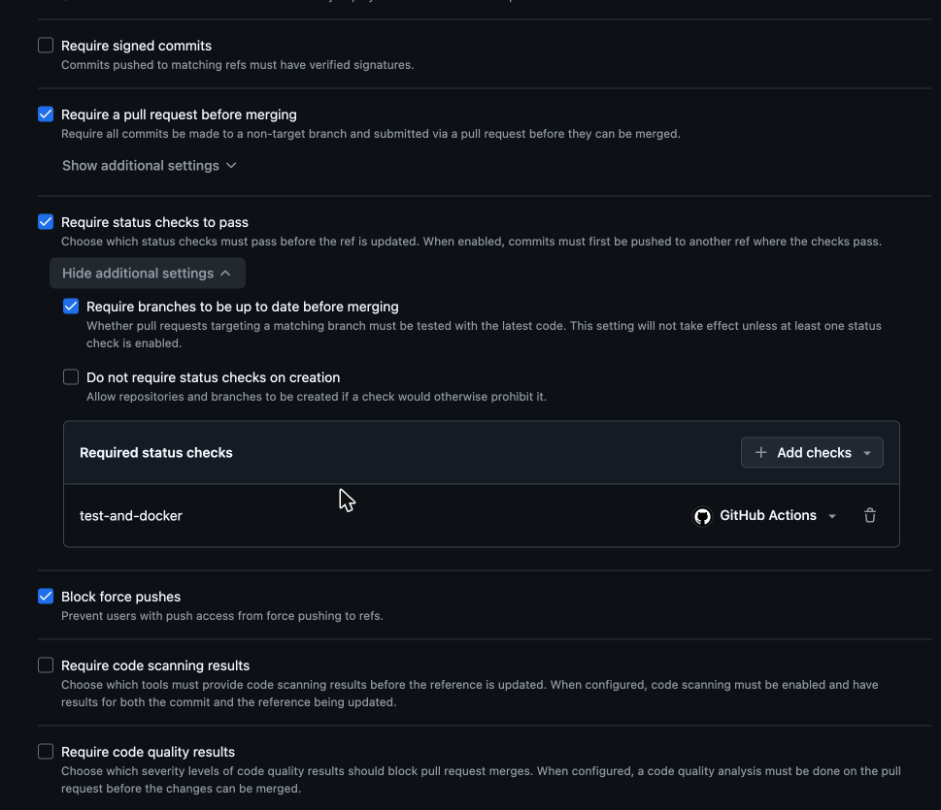 Require signed commits
Commits pushed to matching refs must have verified signatures.
Require a pull request before merging
Require all commits be made to a non-target branch and submitted via a pull request before they can be merged.
Show additional settings
Require status checks to pass
Choose which status checks must pass before the ref is updated. When enabled, commits must first be pushed to another ref where the checks pass.
Hide additional settings
Require branches to be up to date before merging
Whether pull requests targeting a matching branch must be tested with the latest code. This setting will not take effect unless at least one status
check is enabled.
Do not require status checks on creation
Allow repositories and branches to be created if a check would otherwise prohibit it.
Required status checks
Add checks
test-and-docker
GitHub Actions
Block force pushes
Prevent users with push access from force pushing to refs.
Require code scanning results
Choose which tools must provide code scanning results before the reference is updated. When configured, code scanning must be enabled and have
results for both the commit and the reference being updated.
Require code quality results
Choose which severity levels of code quality results should block pull request merges. When configured, a code quality analysis must be done on the pull
request before the changes can be merged.